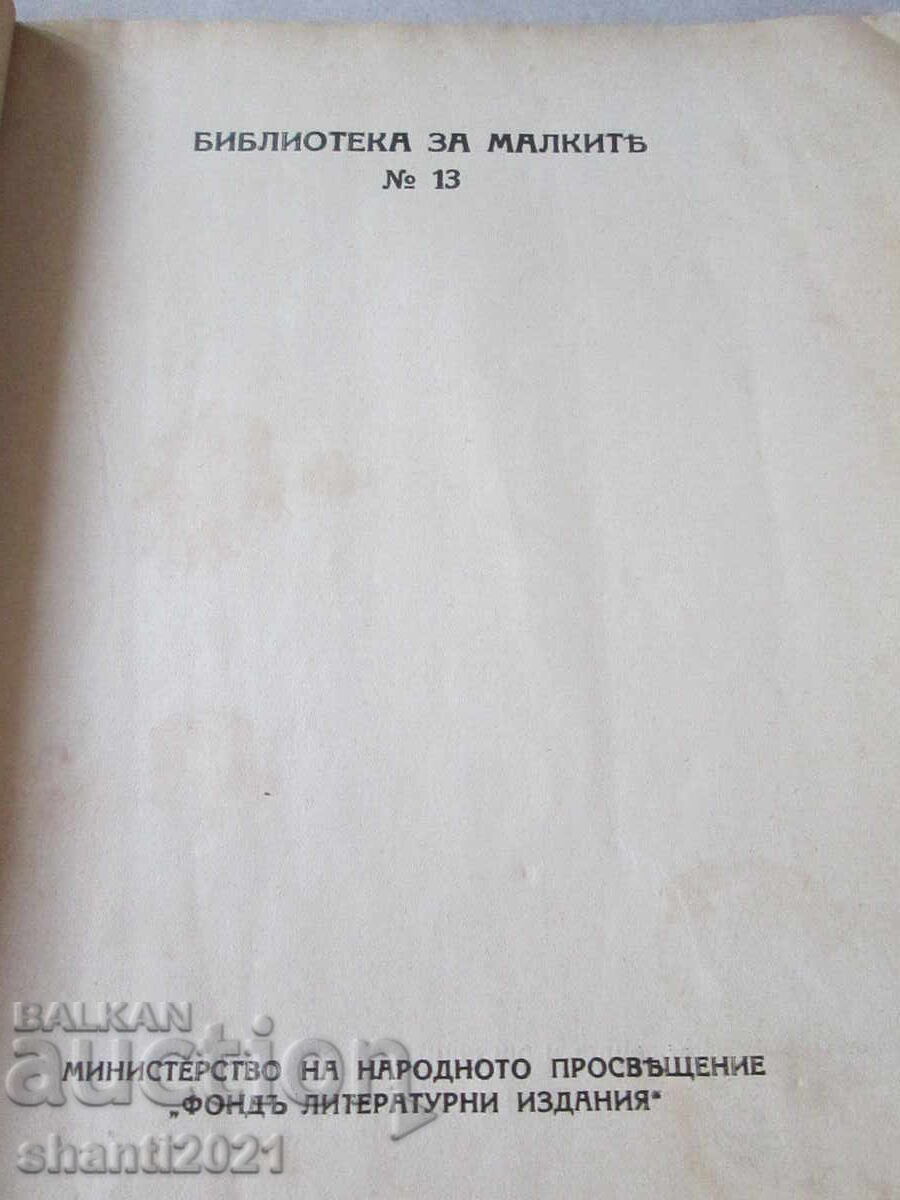 БИБЛИОТЕКА ЗА МАЛКИТѢ
№ 13
BALKAN
auction
МИНИСТЕРСТВО НА НАРОДНОТО ПРОСВѢЩЕНИЕ
„ФОНДЪ ЛИТЕРАТУРНИ ИЗДАНИЯ“
shanti2021